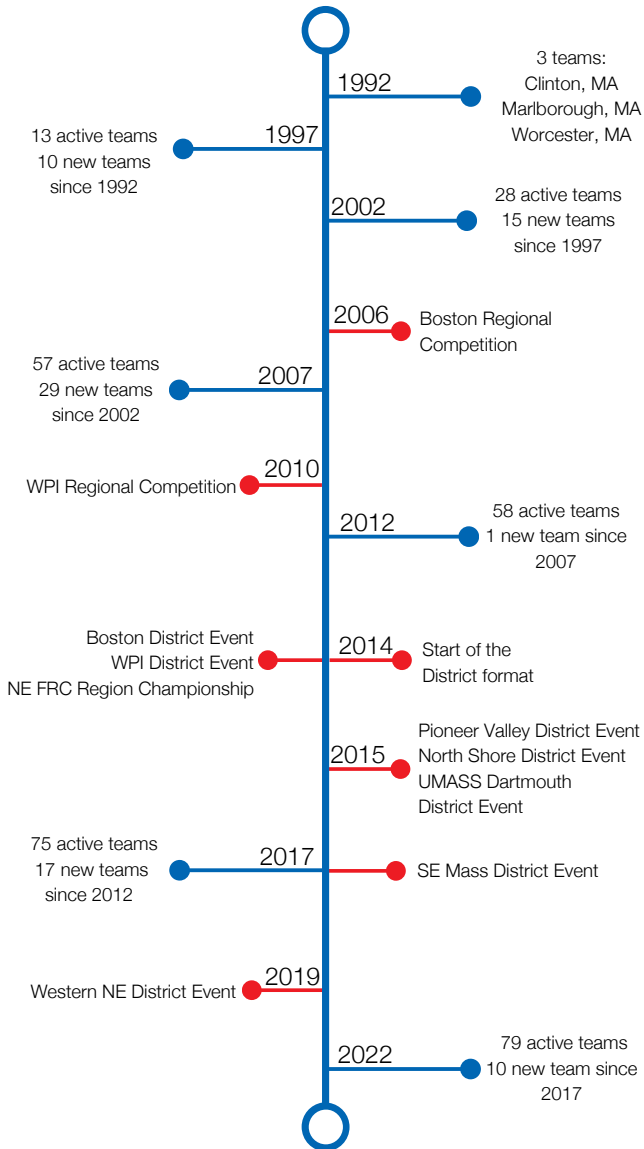 1992
3 teams:
Clinton, MA
Marlborough, MA
Worcester, MA
1997
13 active teams
10 new teams
since 1992
2002
28 active teams
15 new teams
since 1997
2006
Boston Regional
Competition
2007
57 active teams
29 new teams
since 2002
2010
WPI Regional Competition
2012
58 active teams
1 new team since
2007
2014
Boston District Event
WPI District Event
NE FRC Region Championship
Start of the
District format
2015
Pioneer Valley District Event
North Shore District Event
UMASS Dartmouth
District Event
2017
75 active teams
17 new teams
since 2012
SE Mass District Event
2019
Western NE District Event
2022
79 active teams
10 new team since
2017